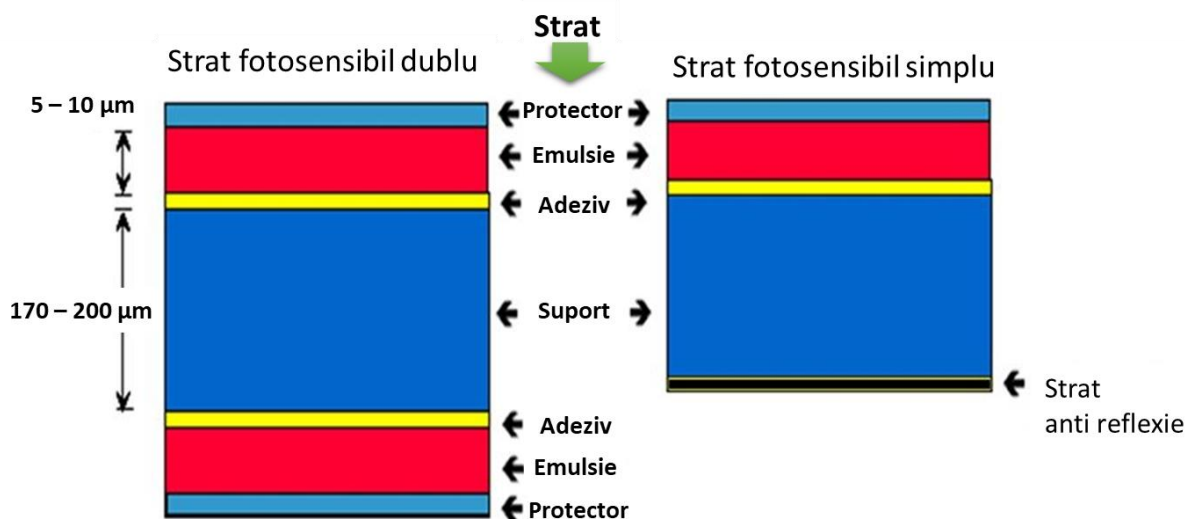 Strat
Strat fotosensibil dublu
Strat fotosensibil simplu
5 – 10 µm
Protector
Emulsie
Adeziv
170 – 200 µm
Suport
Strat
anti reflexie
Adeziv
Emulsie
Protector